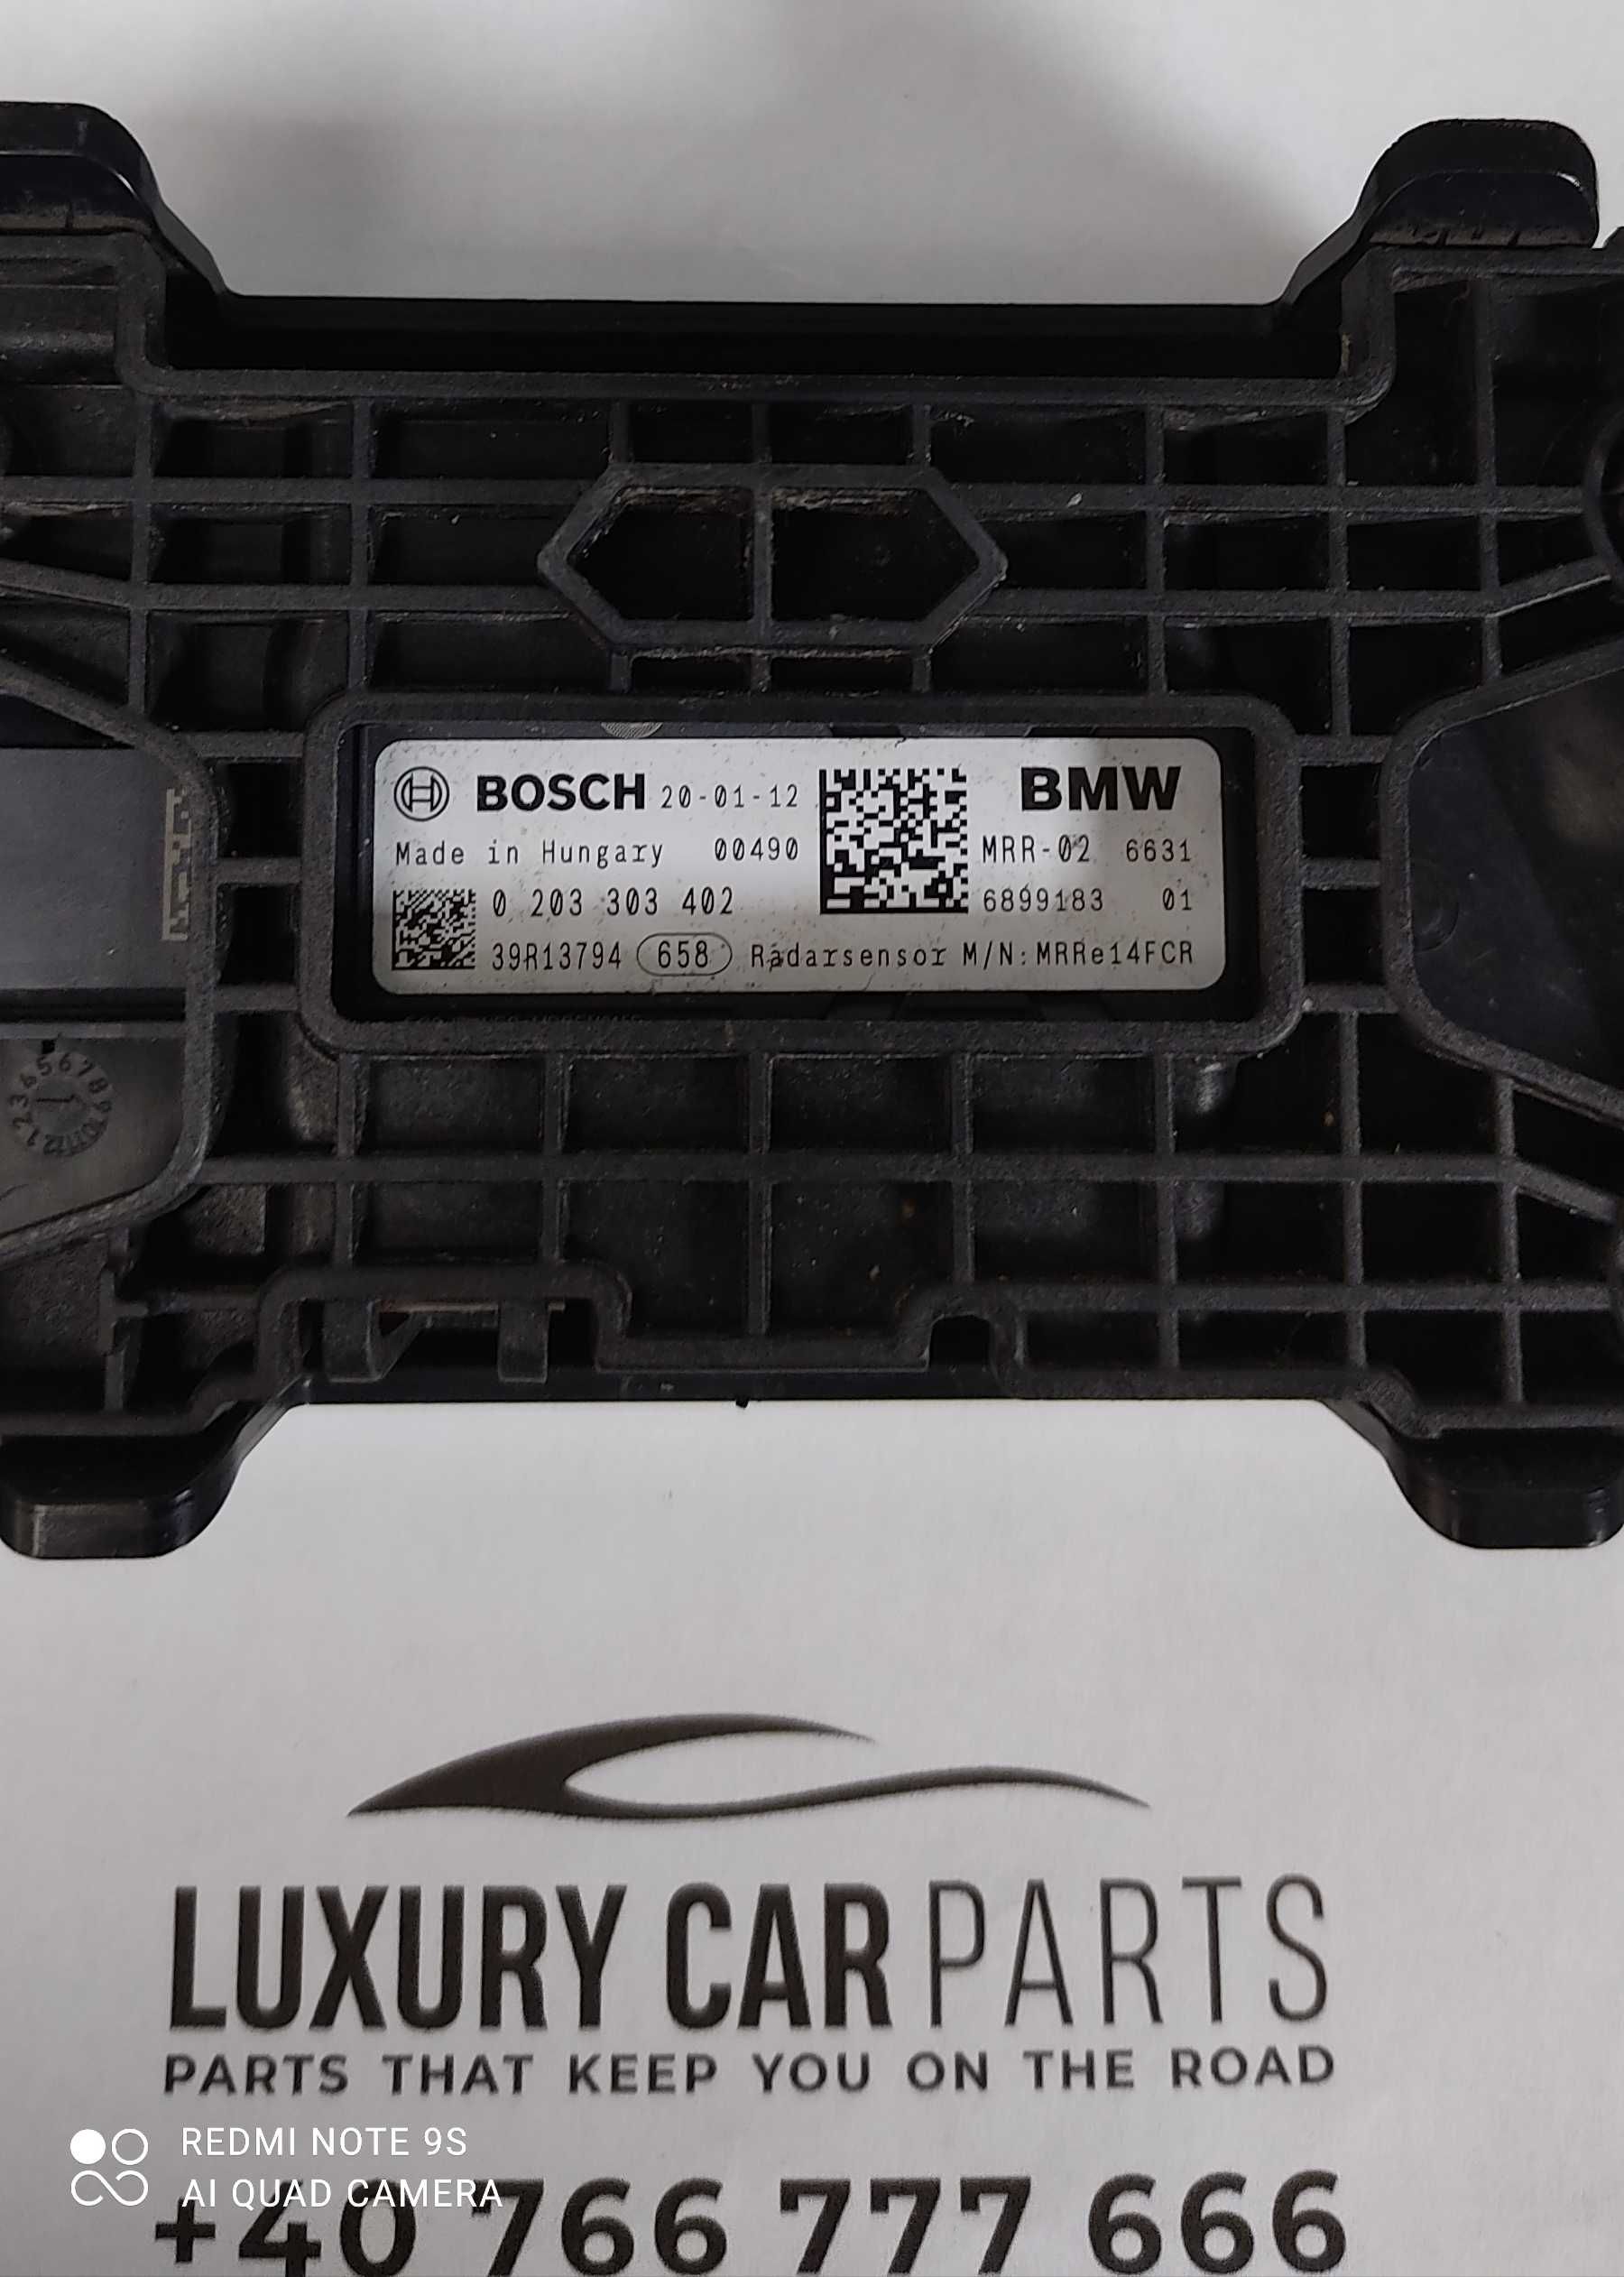 BOSCH 20-01-12
Made in Hungary 00490
0 203 303 402
39R13794 658 Radarsensor M/N:MRRe14FCR
BMW
MRR-02 6631
6899183 01
LUXURY CAR PARTS
PARTS THAT KEEP YOU ON THE ROAD
REDMI NOTE 9S
AI QUAD CAMERA
+40 766 777 666